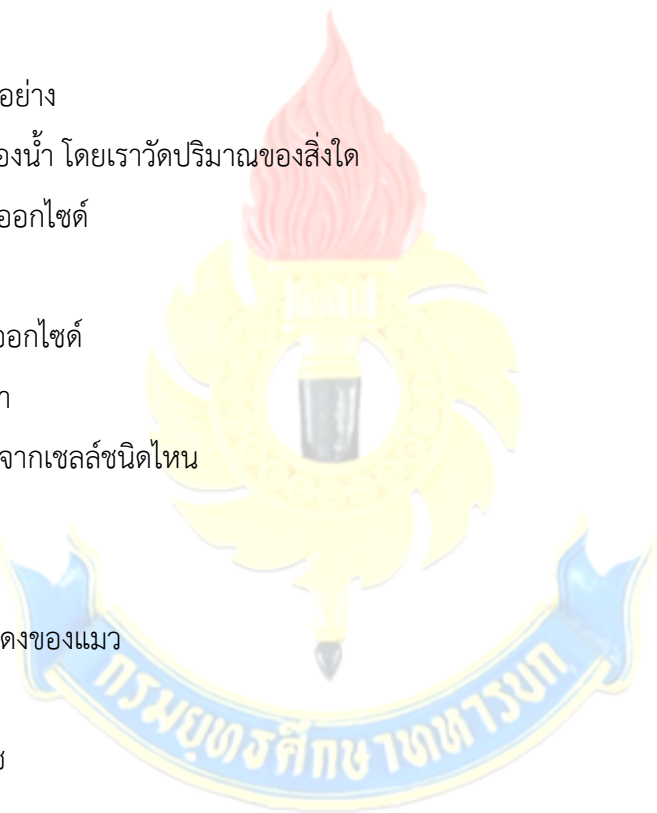 อย่าง
องน้ำ โดยเราวัดปริมาณของสิ่งใด
ออกไซด์
ออกไซด์
า
จากเซลล์ชนิดไหน
ดงของแมว
ช
กรมยุทธศึกษาทหารบก